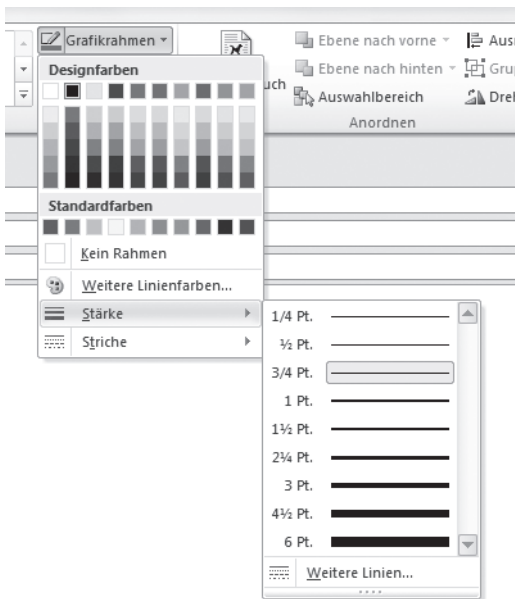 Grafikrahmen
Ebene nach vorne
Ebene nach hinten
Auswahlbereich
Anordnen
Designfarben
Standardfarben
Kein Rahmen
Weitere Linienfarben...
Stärke
Striche
1/4 Pt.
½ Pt.
3/4 Pt.
1 Pt.
1½ Pt.
2¼ Pt.
3 Pt.
4½ Pt.
6 Pt.
Weitere Linien...